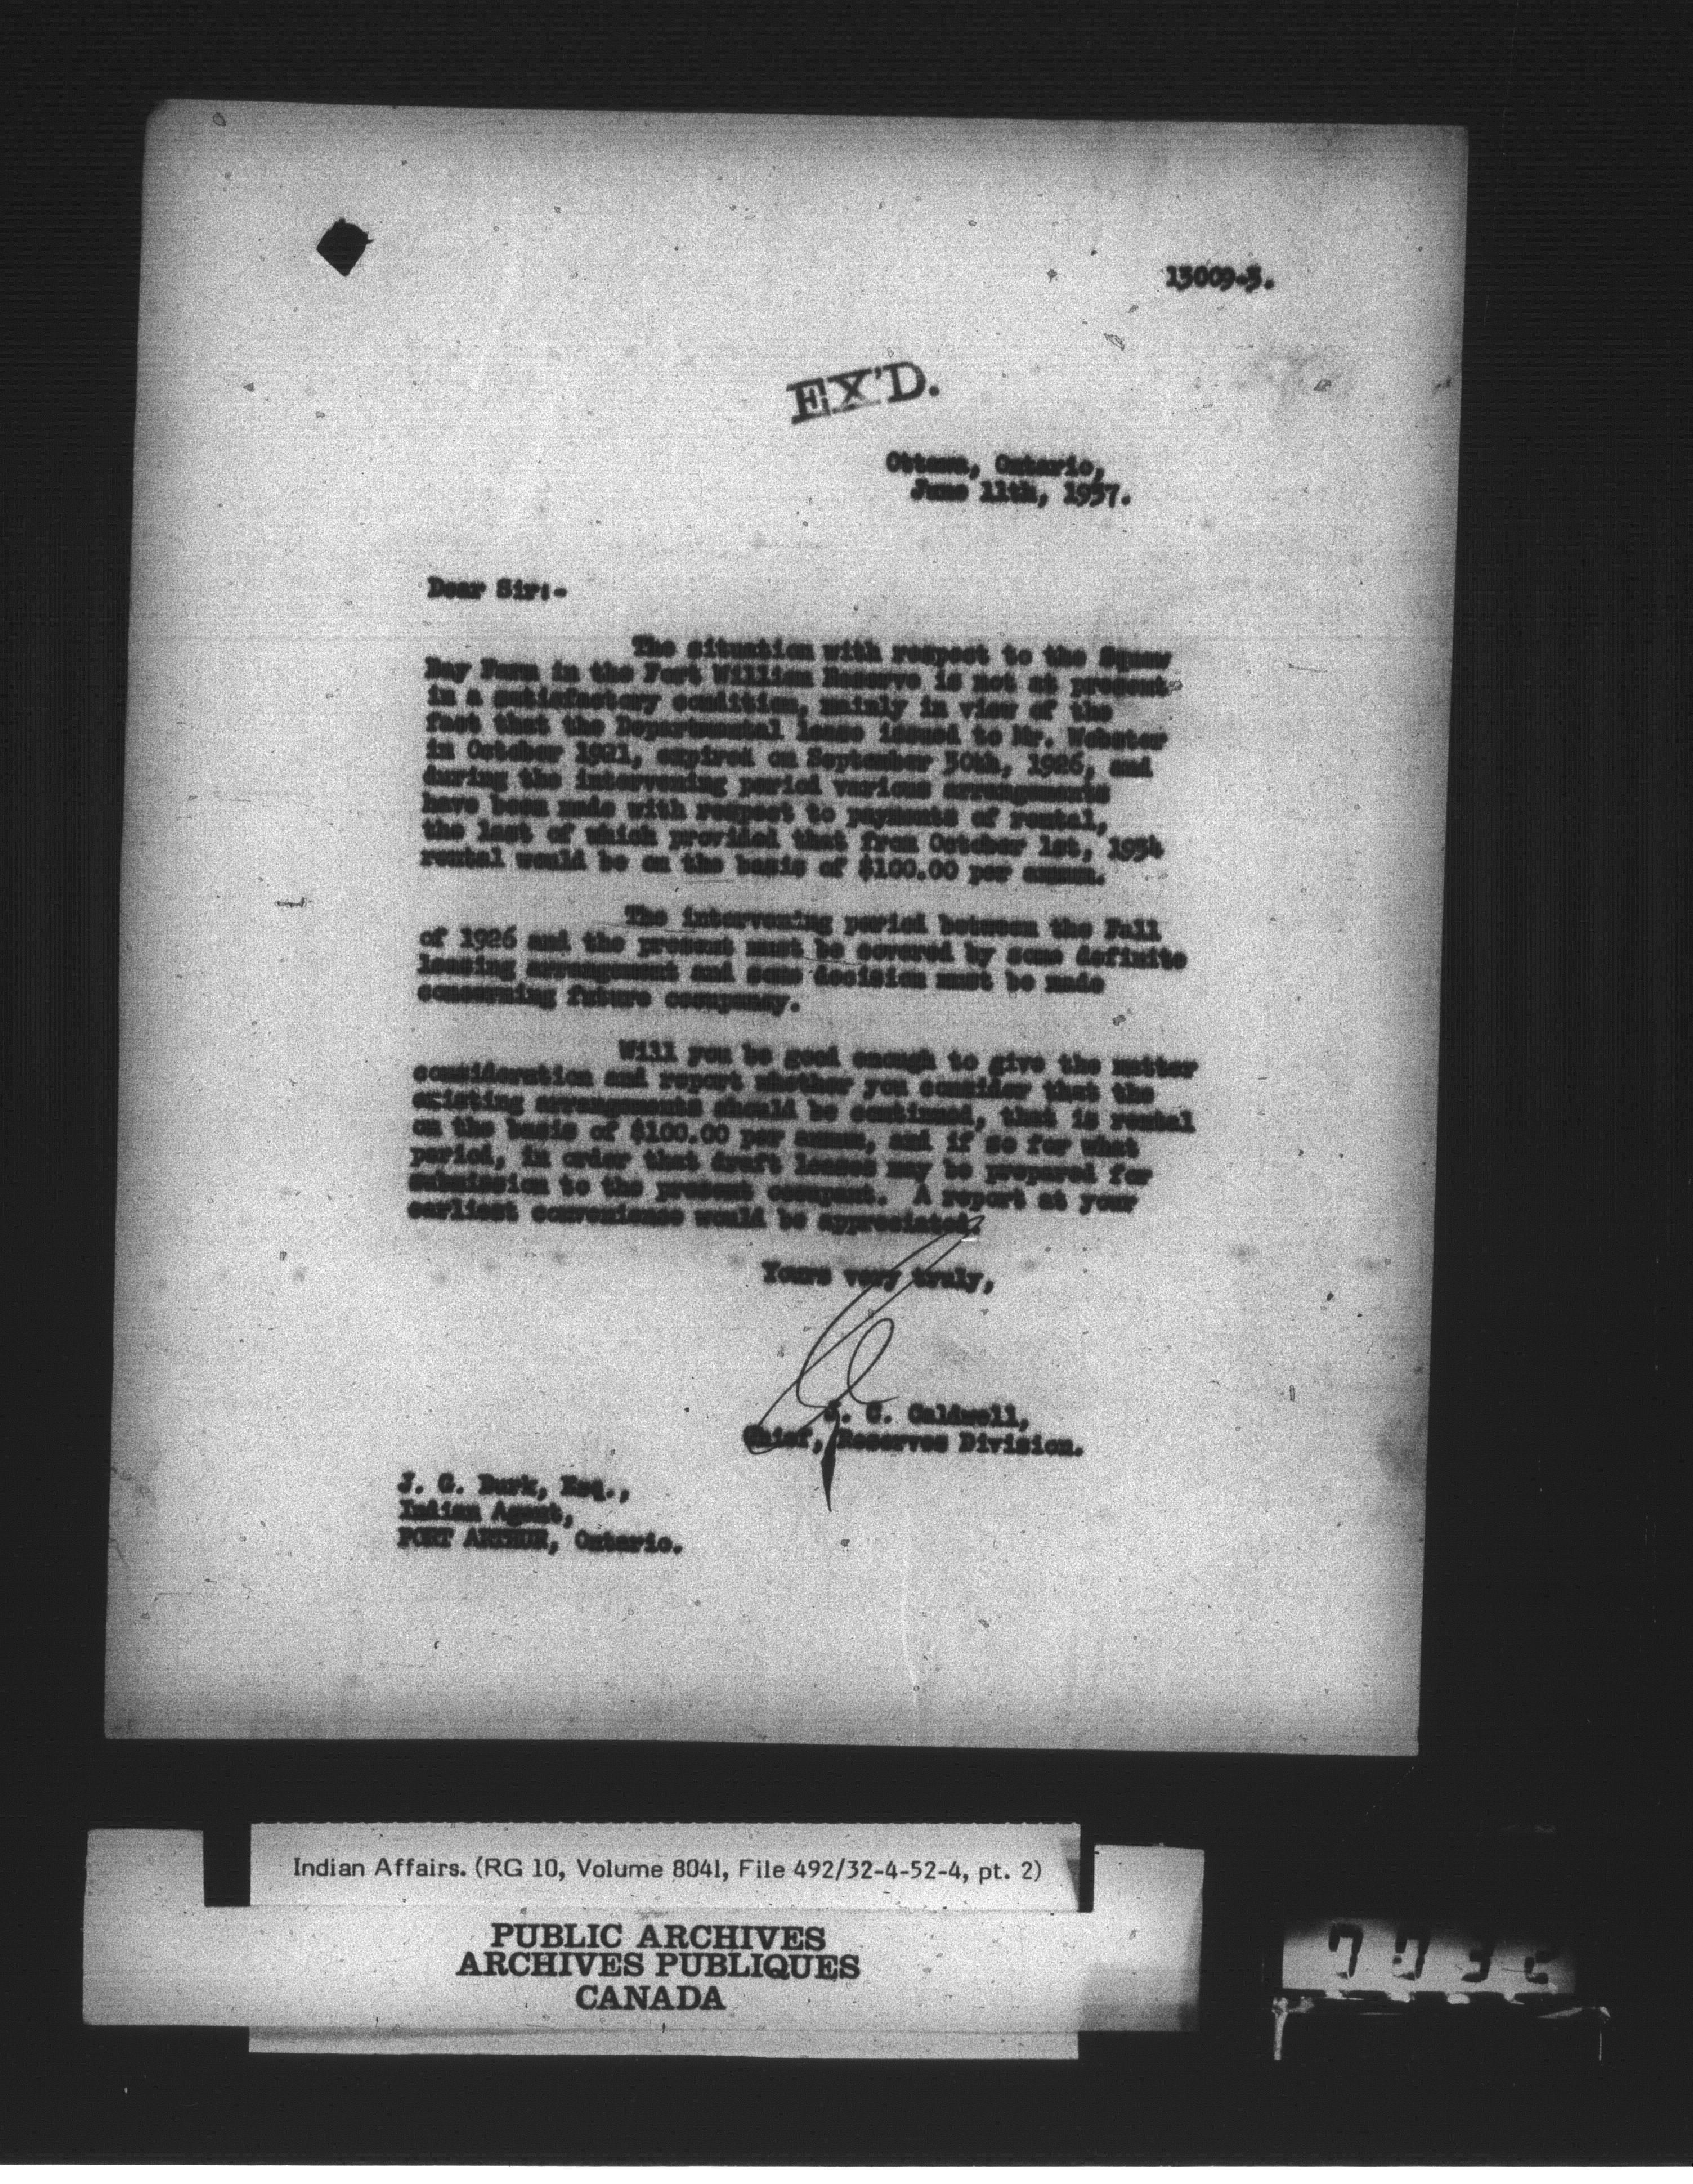 13009-3.
EX'D.
Ottawa, Ontario,
June 11th, 1937.
Dear Sir:-
The situation with respect to the Squaw
Bay Farm in the Fort William Reserve is not at present
in a satisfactory condition, mainly in view of the
fact that the Departmental lease issued to Mr. Webster
in October 1921, expired on September 30th, 1926, and
during the intervening period various arrangements
have been made with respect to payments of rental,
the last of which provided that from October 1st, 1934
rental would be on the basis of $100.00 per annum.
The intervening period between the Fall
of 1926 and the present must be covered by some definite
leasing arrangement and some decision must be made
concerning future occupancy.
Will you be good enough to give the matter
consideration and report whether you consider that the
existing arrangements should be continued, that is rental
on the basis of $100.00 per annum, and if so for what
period, in order that draft leases may be prepared for
submission to the present occupant. A report at your
earliest convenience would be appreciated.
Yours very truly,
C. Caldwell,
Chief, Reserves Division.
J. G. Burk, Esq.,
Indian Agent,
PORT ARTHUR, Ontario.
Indian Affairs. (RG 10, Volume 8041, File 492/32-4-52-4, pt. 2)
PUBLIC ARCHIVES
ARCHIVES PUBLIQUES
CANADA